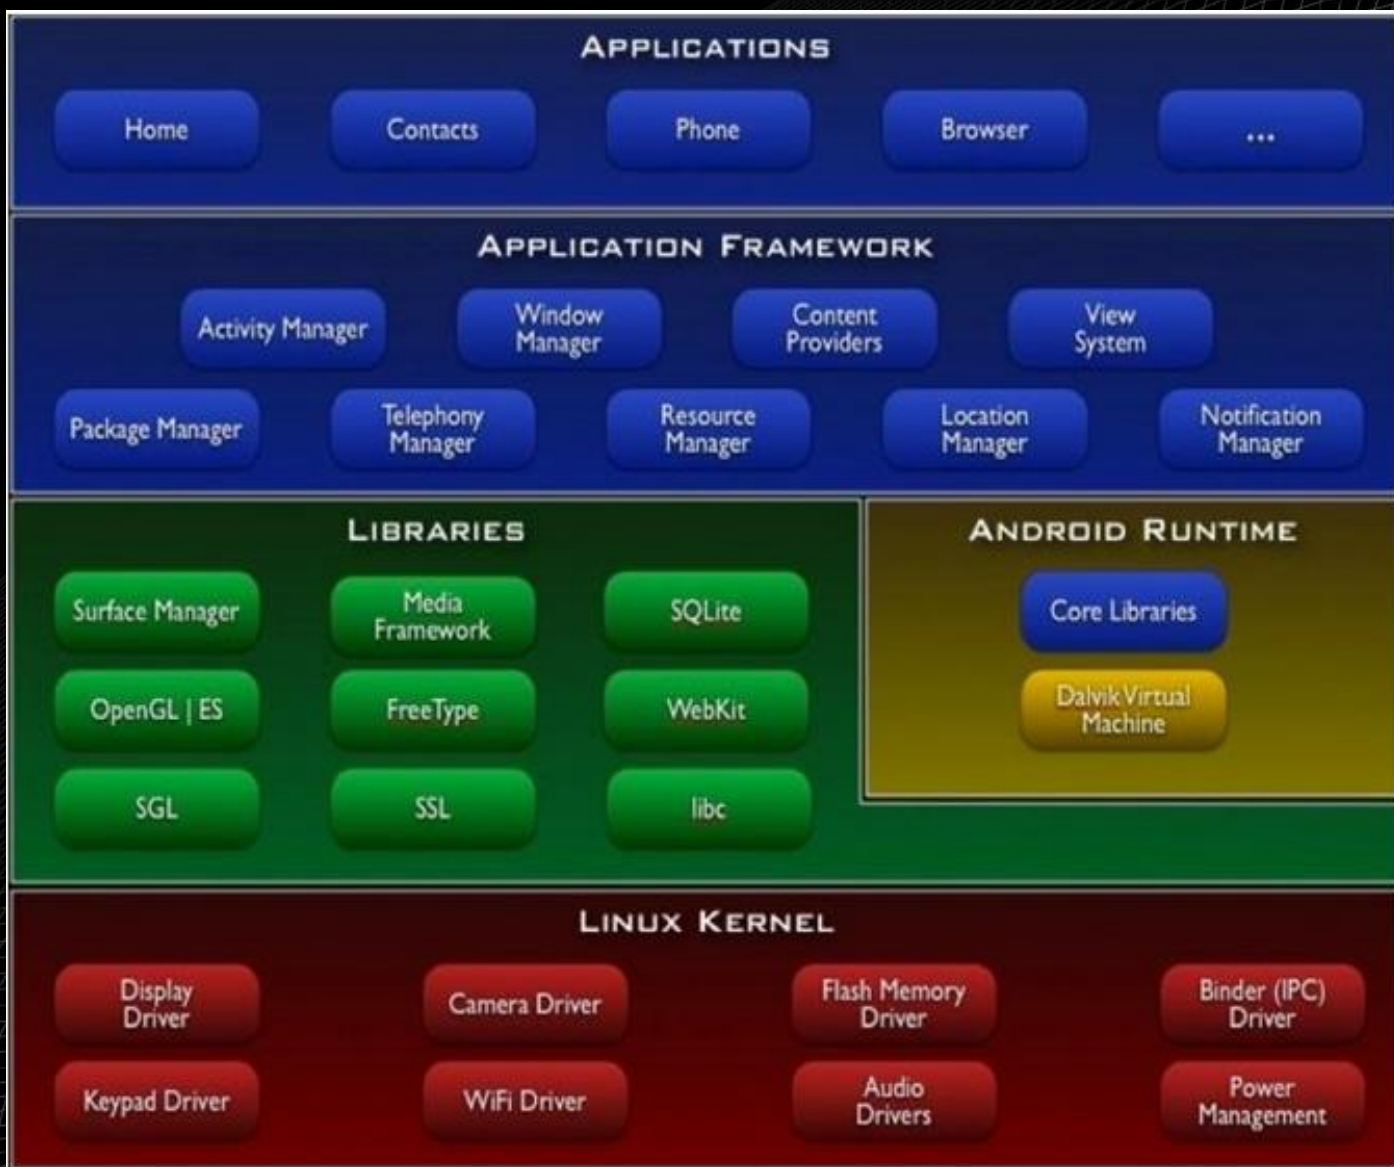 APPLICATIONS
Home
Contacts
Phone
Browser
...
APPLICATION FRAMEWORK
Activity Manager
Window
Manager
Content
Providers
View
System
Package Manager
Telephony
Manager
Resource
Manager
Location
Manager
Notification
Manager
LIBRARIES
Surface Manager
Media
Framework
SQLite
OpenGL | ES
FreeType
WebKit
SGL
SSL
libc
ANDROID RUNTIME
Core Libraries
Dalvik Virtual
Machine
LINUX KERNEL
Display
Driver
Camera Driver
Flash Memory
Driver
Binder (IPC)
Driver
Keypad Driver
WiFi Driver
Audio
Drivers
Power
Management